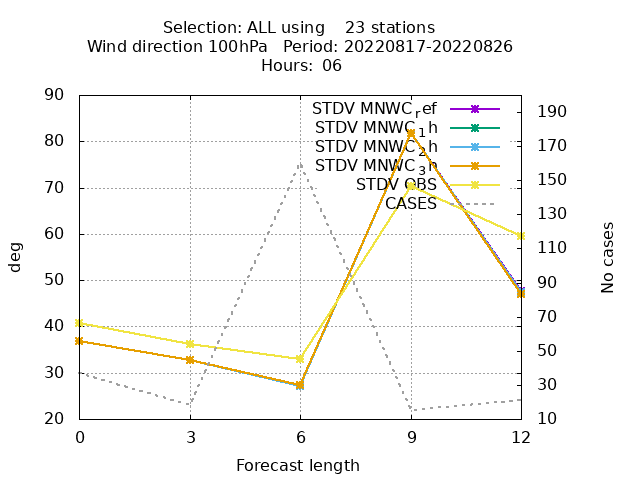 Selection: ALL using    23 stations
Wind direction 100hPa   Period: 20220817-20220826
Hours: 06
deg
No cases
90
80
70
60
50
40
30
20
190
170
150
130
110
90
70
50
30
10
STDV MNWC_ref
STDV MNWC_1h
STDV MNWC_2h
STDV MNWC_3h
STDV OBS
CASES
0 3 6 9 12
Forecast length